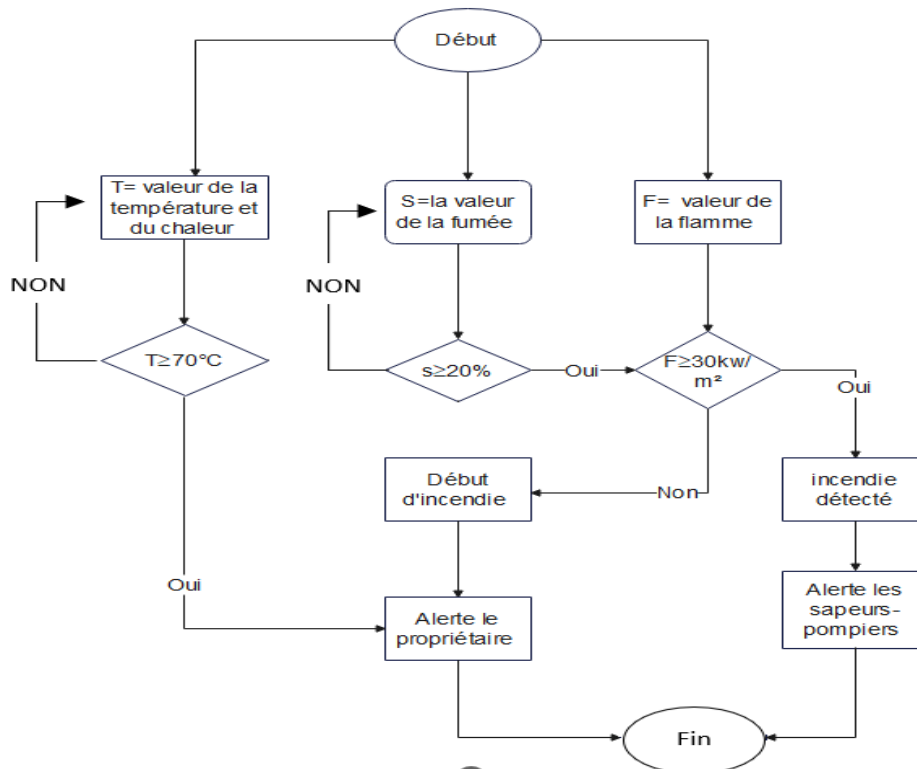 Début
T= valeur de la
température et
du chaleur
S=la valeur
de la fumée
F= valeur de
la flamme
NON
NON
T≥70°C
s≥20%
Oui
F≥30kw/
m²
Oui
Début
d'incendie
Non
incendie
détecté
Oui
Alerte le
propriétaire
Alerte les
sapeurs-
pompiers
Fin